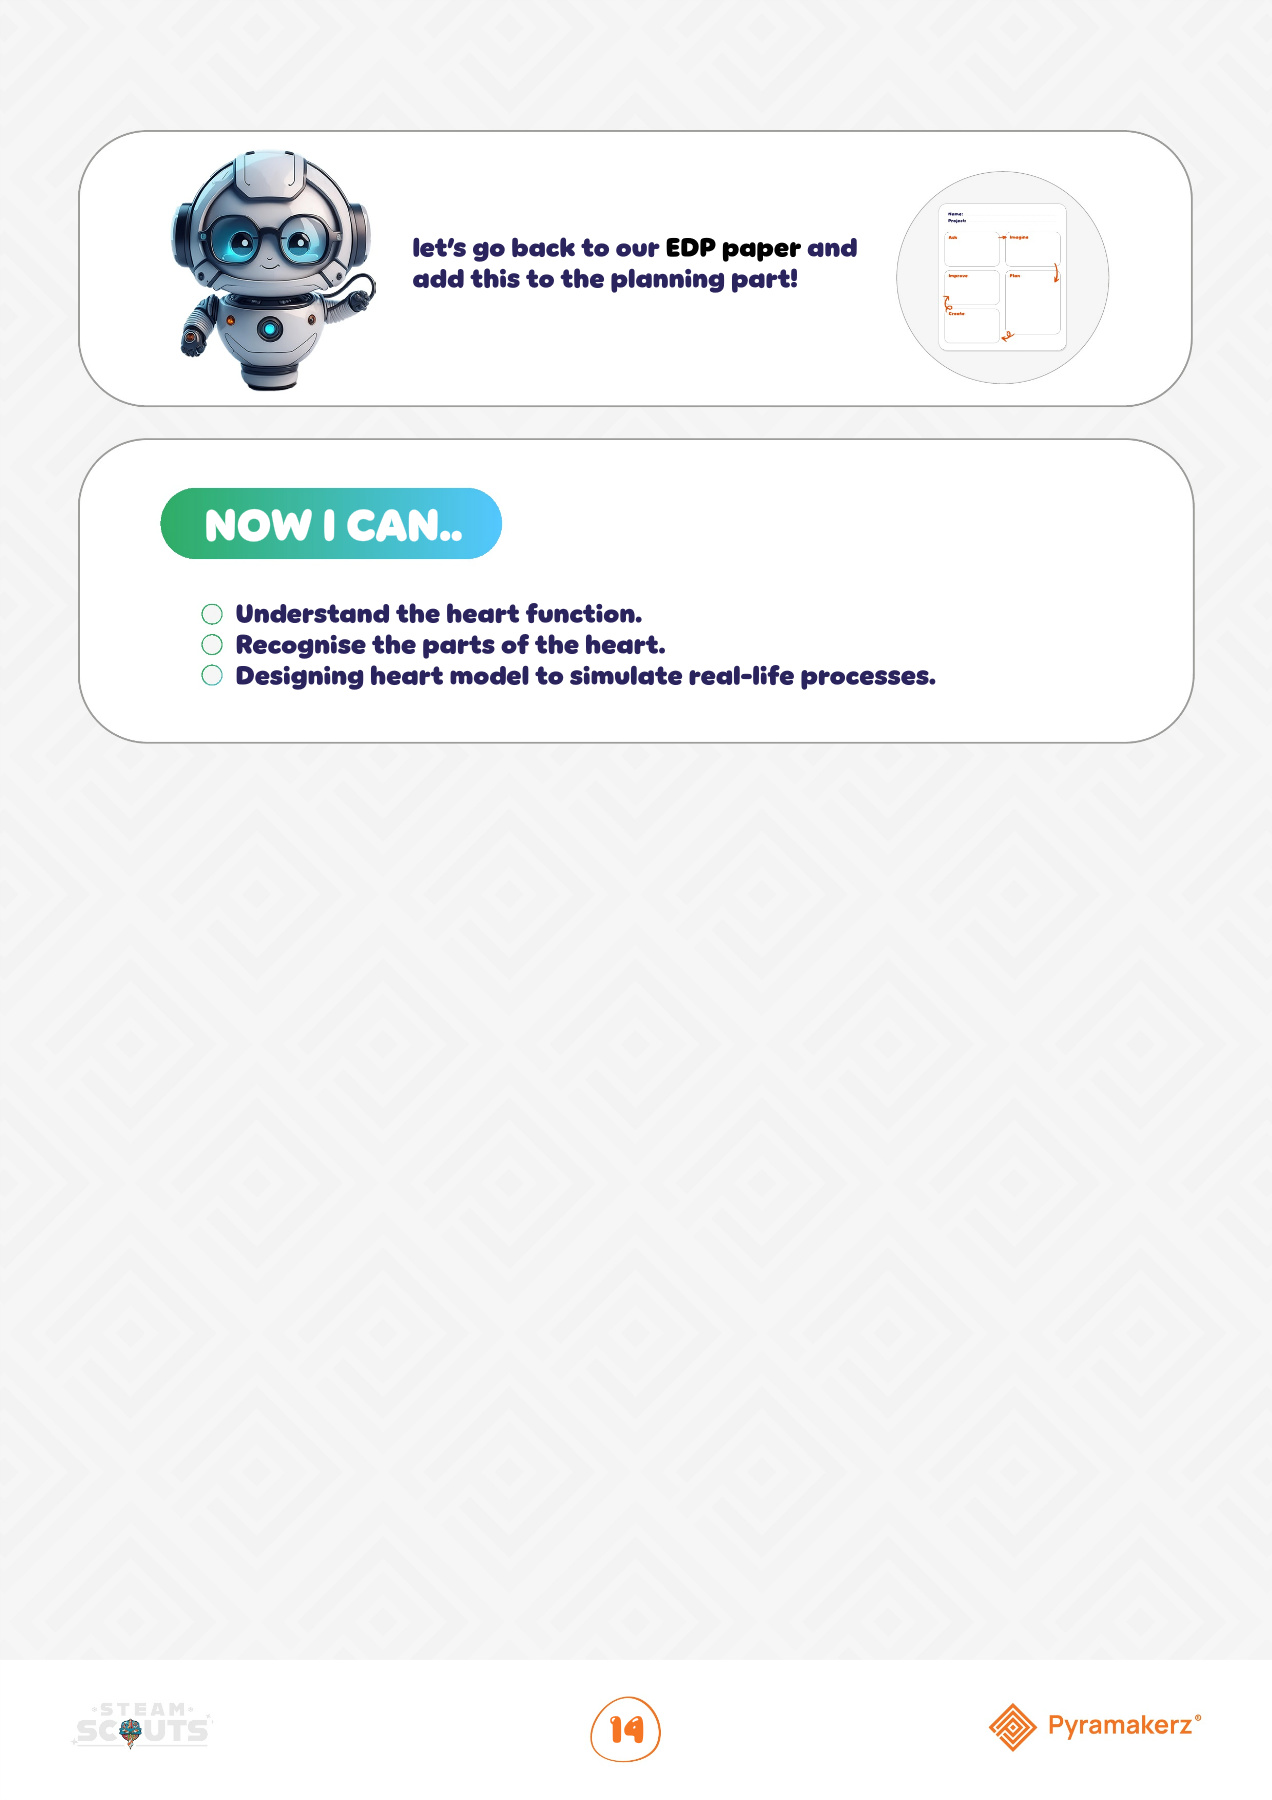 let's go back to our EDP paper and
add this to the planning part!
Name:
Project:
Ask
Imagine
Improve
Plan
Create
NOW I CAN..
Understand the heart function.
Recognise the parts of the heart.
Designing heart model to simulate real-life processes.
STEAM
SCOUTS
14
Pyramakerz®